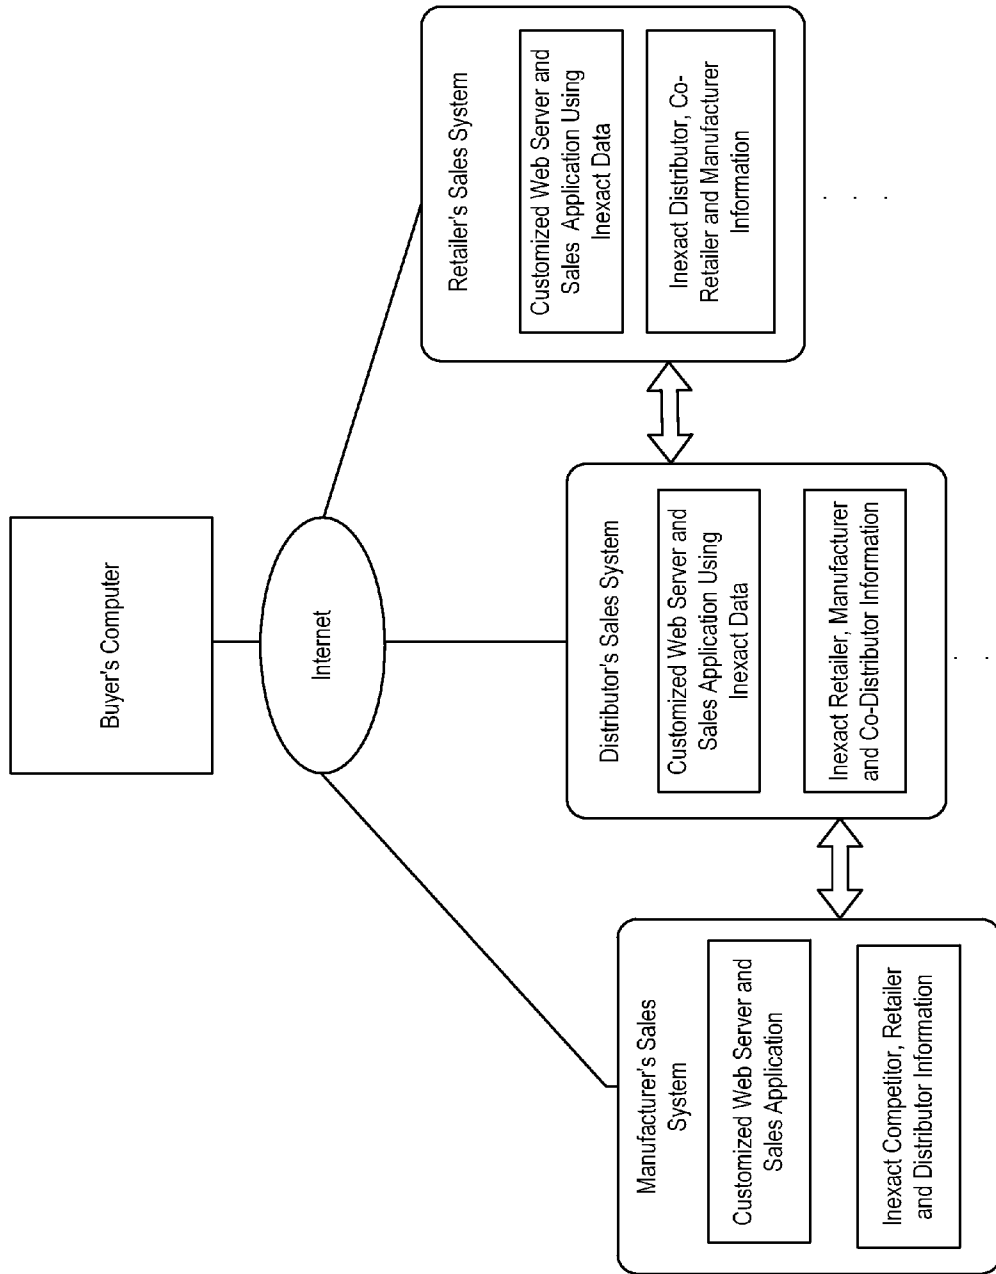 Buyer's Computer
Internet
Manufacturer's Sales
System
Customized Web Server and
Sales Application
Inexact Competitor, Retailer
and Distributor Information
Distributor's Sales System
Customized Web Server and
Sales Application Using
Inexact Data
Inexact Retailer, Manufacturer
and Co-Distributor Information
. .
Retailer's Sales System
Customized Web Server and
Sales Application Using
Inexact Data
Inexact Distributor, Co-
Retailer and Manufacturer
Information
. . .